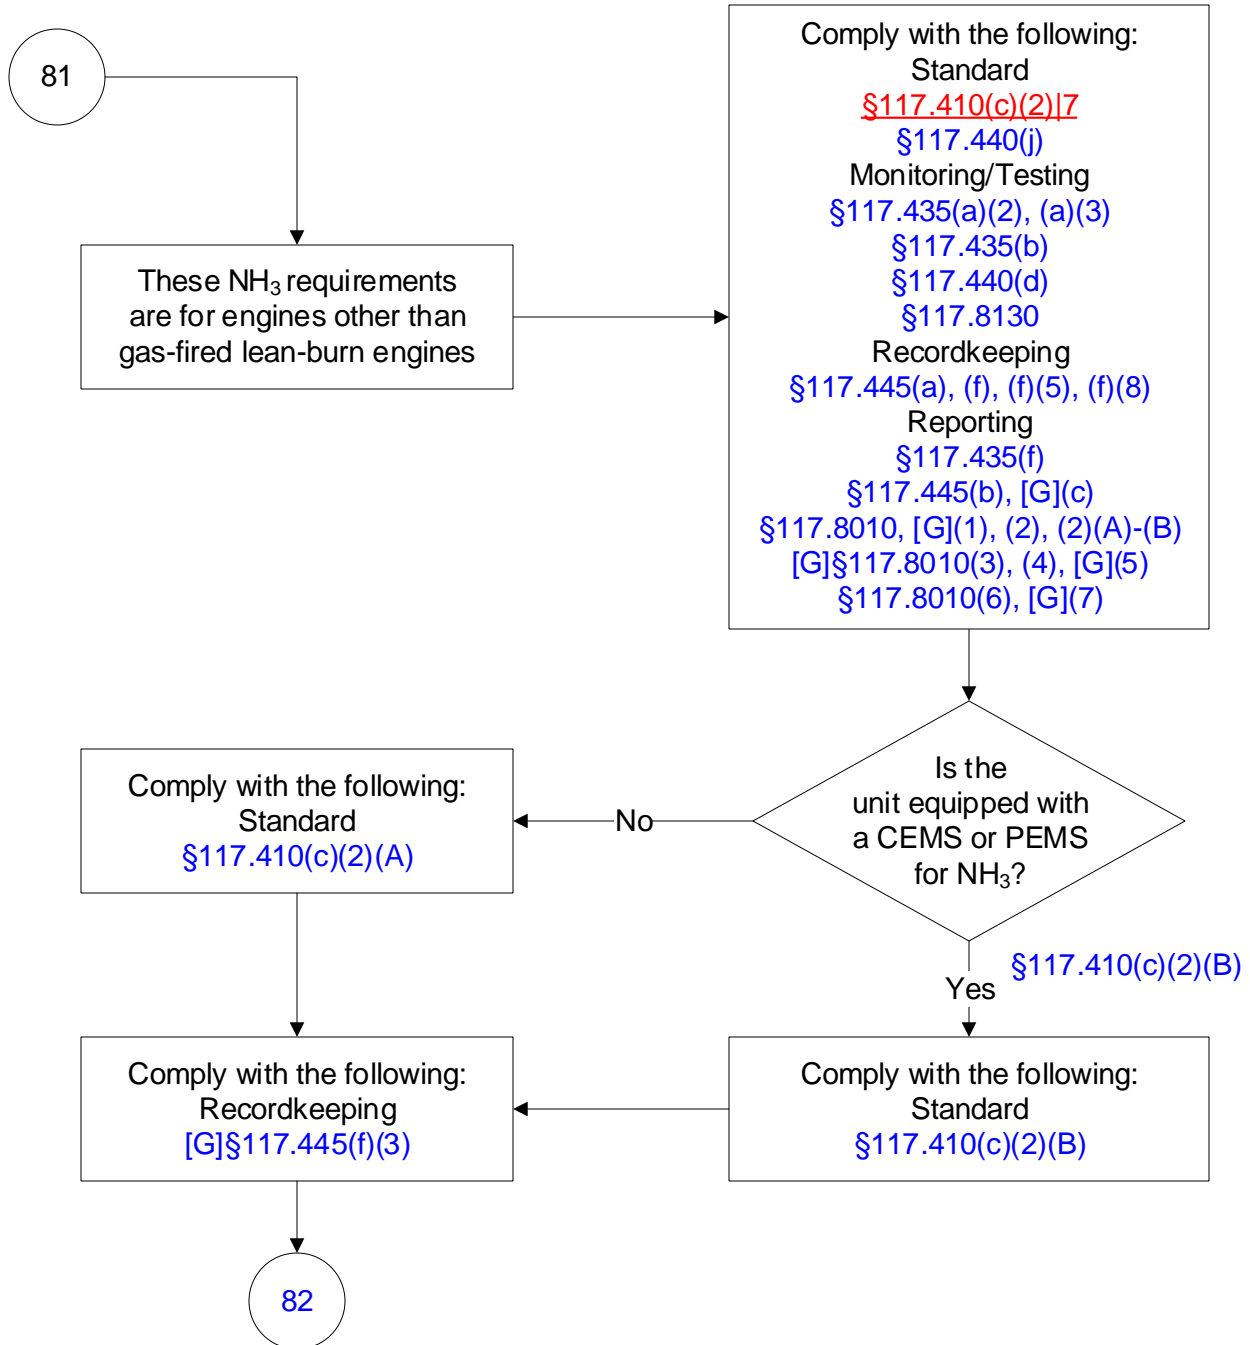 81
These NH₃ requirements
are for engines other than
gas-fired lean-burn engines
Comply with the following:
Standard
§117.410(c)(2)|7
§117.440(j)
Monitoring/Testing
§117.435(a)(2), (a)(3)
§117.435(b)
§117.440(d)
§117.8130
Recordkeeping
§117.445(a), (f), (f)(5), (f)(8)
Reporting
§117.435(f)
§117.445(b), [G](c)
§117.8010, [G](1), (2), (2)(A)-(B)
[G]§117.8010(3), (4), [G](5)
§117.8010(6), [G](7)
Is the
unit equipped with
a CEMS or PEMS
for NH₃?
No
Comply with the following:
Standard
§117.410(c)(2)(A)
Yes
§117.410(c)(2)(B)
Comply with the following:
Standard
§117.410(c)(2)(B)
Comply with the following:
Recordkeeping
[G]§117.445(f)(3)
82